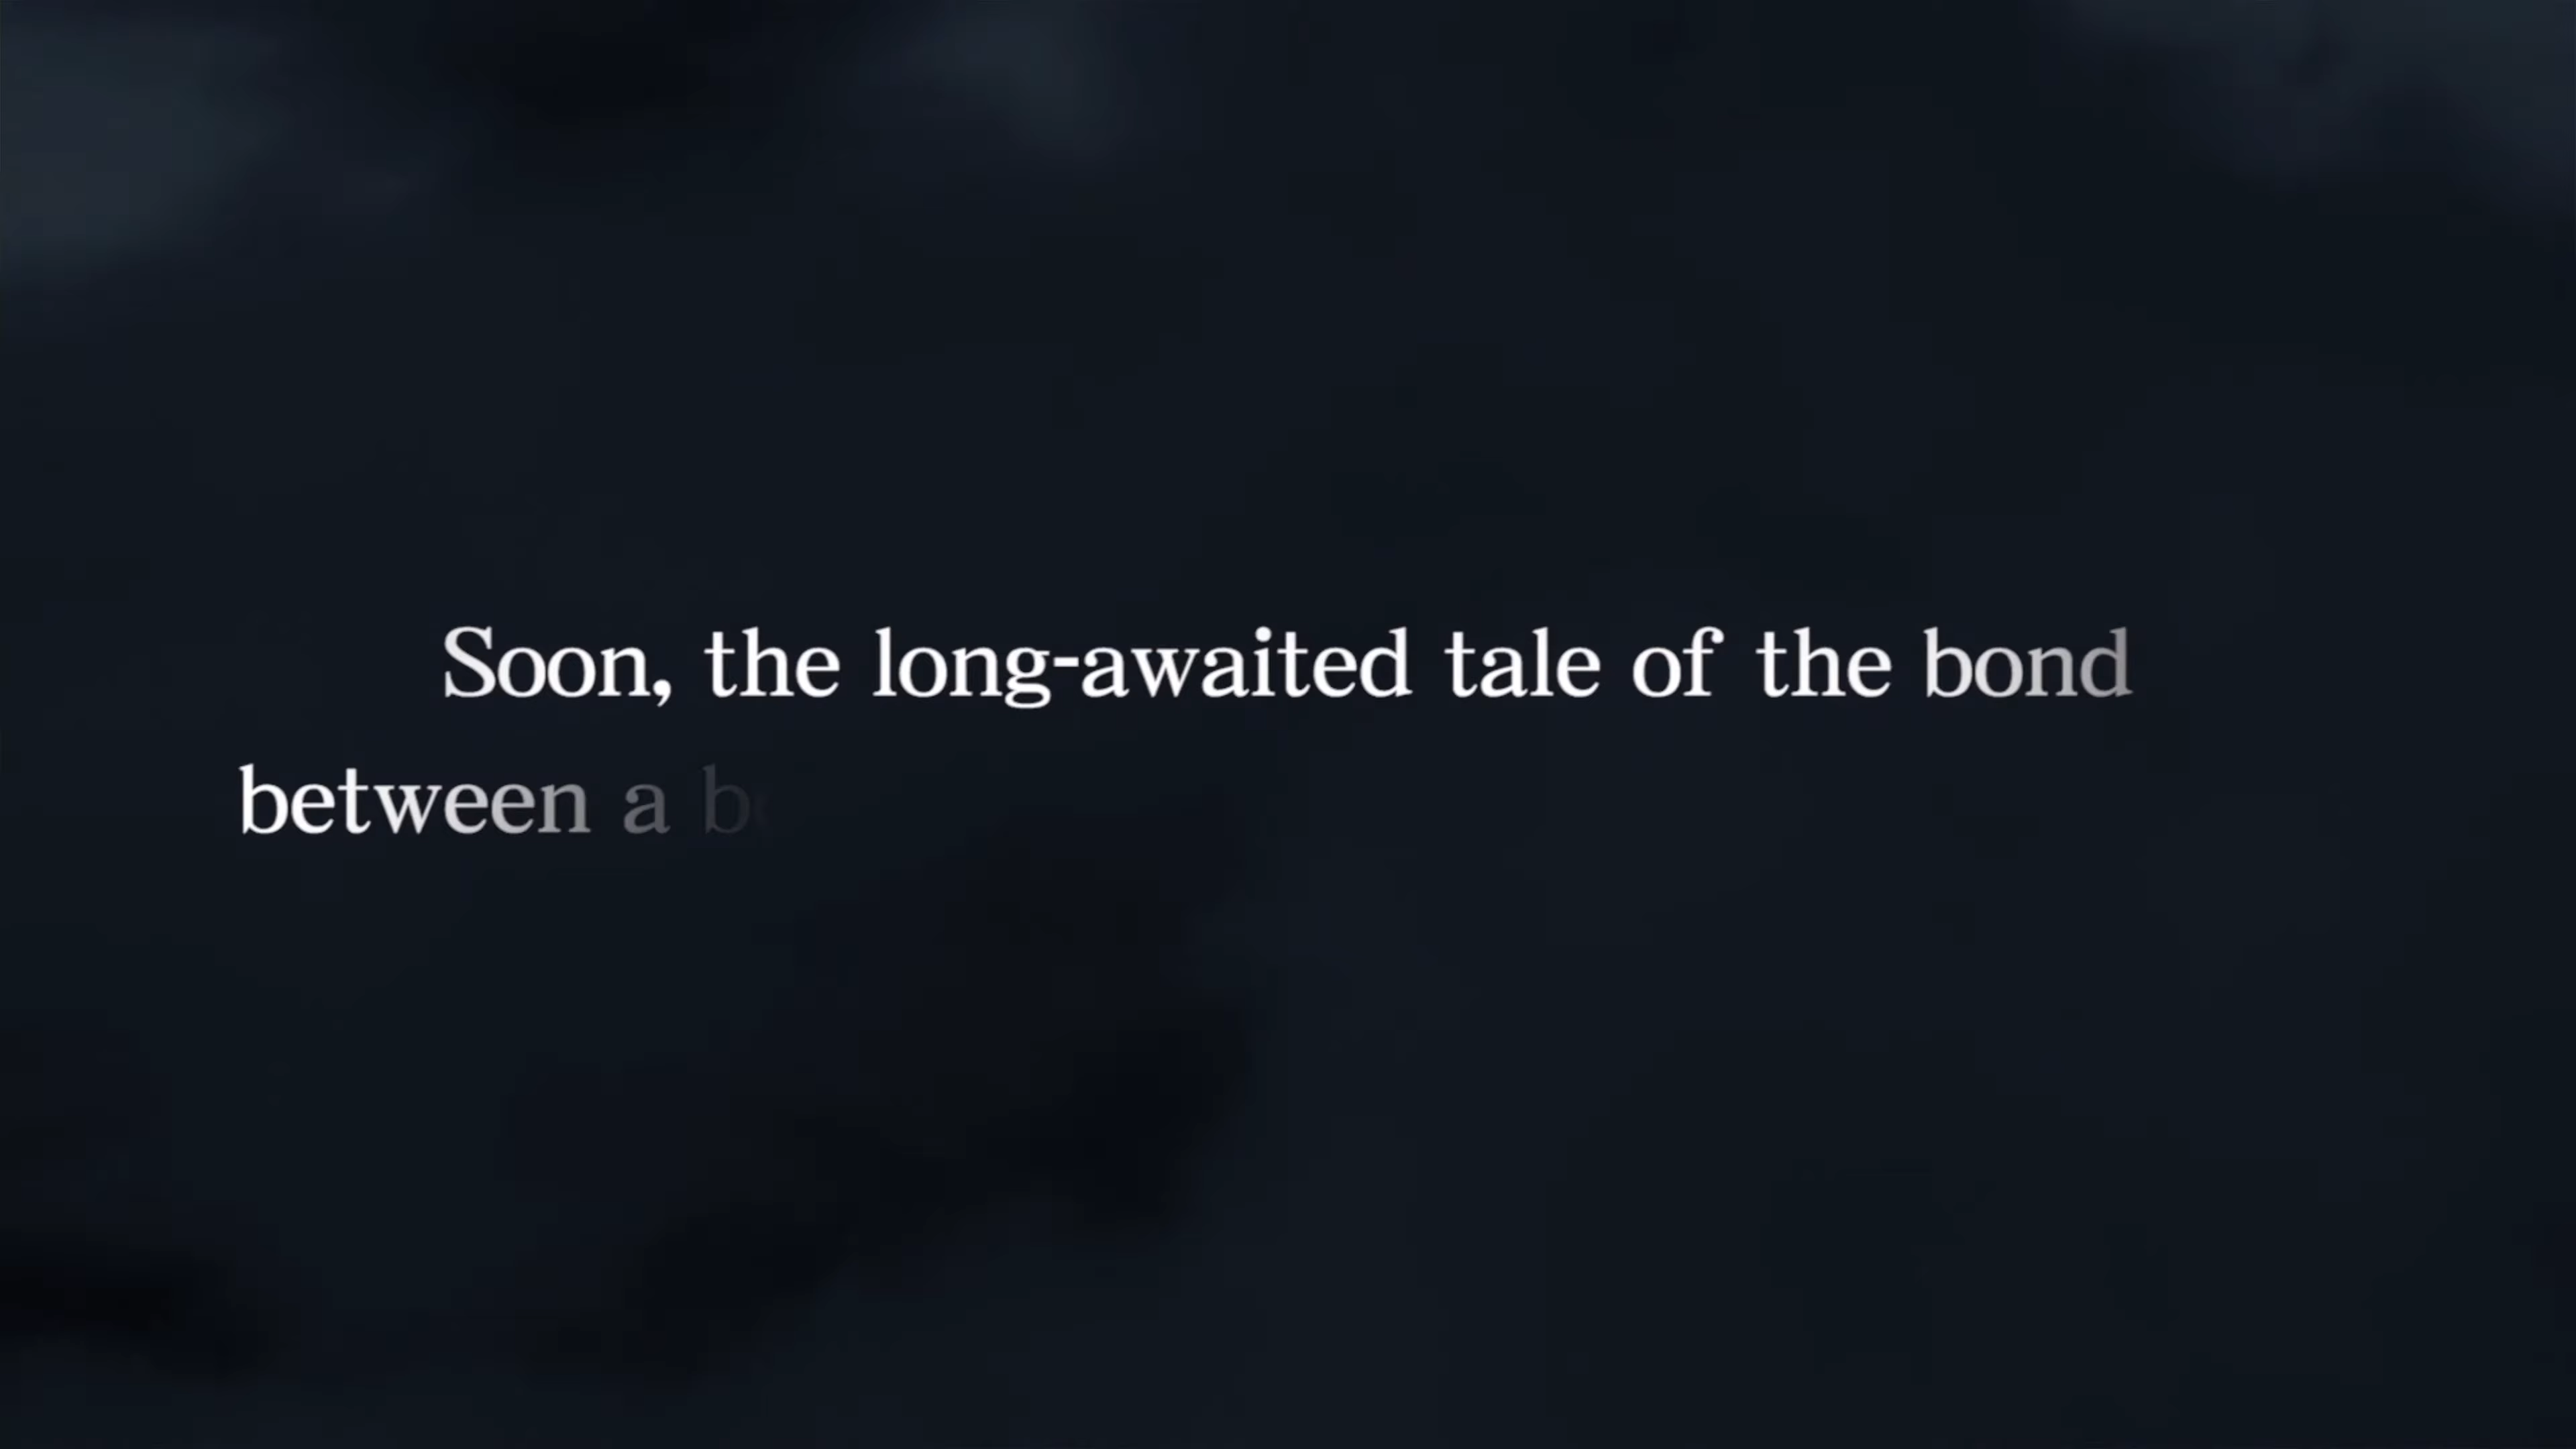 Soon, the long-awaited tale of the bond
between a